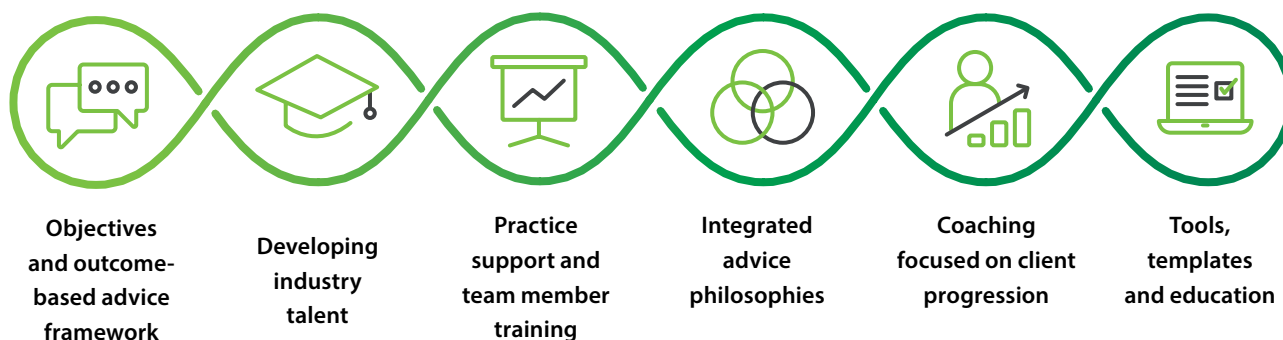 Objectives
and outcome-
based advice
framework
Developing
industry
talent
Practice
support and
team member
training
Integrated
advice
philosophies
Coaching
focused on client
progression
Tools,
templates
and education